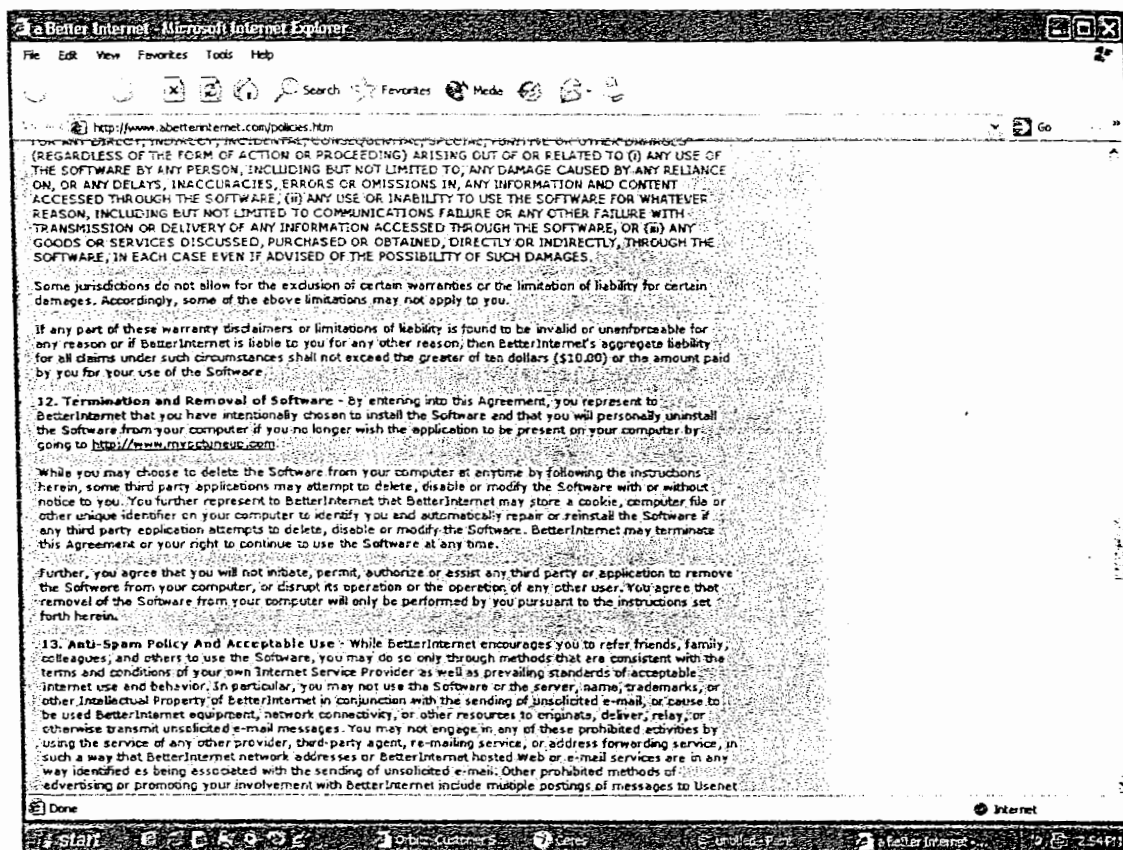 a Better Internet - Microsoft Internet Explorer
File Edit View Favorites Tools Help
Search Favorites Media
http://www.abetterinternet.com/policies.htm Go
FOR ANY DIRECT, INDIRECT, INCIDENTAL, CONSEQUENTIAL, SPECIAL, PUNITIVE OR OTHER DAMAGES
(REGARDLESS OF THE FORM OF ACTION OR PROCEEDING) ARISING OUT OF OR RELATED TO (i) ANY USE OF
THE SOFTWARE BY ANY PERSON, INCLUDING BUT NOT LIMITED TO, ANY DAMAGE CAUSED BY ANY RELIANCE
ON, OR ANY DELAYS, INACCURACIES, ERRORS OR OMISSIONS IN, ANY INFORMATION AND CONTENT
ACCESSED THROUGH THE SOFTWARE, (ii) ANY USE OR INABILITY TO USE THE SOFTWARE FOR WHATEVER
REASON, INCLUDING BUT NOT LIMITED TO COMMUNICATIONS FAILURE OR ANY OTHER FAILURE WITH
TRANSMISSION OR DELIVERY OF ANY INFORMATION ACCESSED THROUGH THE SOFTWARE, OR (iii) ANY
GOODS OR SERVICES DISCUSSED, PURCHASED OR OBTAINED, DIRECTLY OR INDIRECTLY, THROUGH THE
SOFTWARE, IN EACH CASE EVEN IF ADVISED OF THE POSSIBILITY OF SUCH DAMAGES.
Some jurisdictions do not allow for the exclusion of certain warranties or the limitation of liability for certain
damages. Accordingly, some of the above limitations may not apply to you.
If any part of these warranty disclaimers or limitations of liability is found to be invalid or unenforceable for
any reason or if BetterInternet is liable to you for any other reason, then BetterInternet's aggregate liability
for all claims under such circumstances shall not exceed the greater of ten dollars ($10.00) or the amount paid
by you for your use of the Software.
12. Termination and Removal of Software - By entering into this Agreement, you represent to
BetterInternet that you have intentionally chosen to install the Software and that you will personally uninstall
the Software from your computer if you no longer wish the application to be present on your computer by
going to http://www.mypctuneup.com
While you may choose to delete the Software from your computer at anytime by following the instructions
herein, some third party applications may attempt to delete, disable or modify the Software with or without
notice to you. You further represent to BetterInternet that BetterInternet may store a cookie, computer file or
other unique identifier on your computer to identify you and automatically repair or reinstall the Software if
any third party application attempts to delete, disable or modify the Software. BetterInternet may terminate
this Agreement or your right to continue to use the Software at any time.
Further, you agree that you will not initiate, permit, authorize or assist any third party or application to remove
the Software from your computer, or disrupt its operation or the operation of any other user. You agree that
removal of the Software from your computer will only be performed by you pursuant to the instructions set
forth herein.
13. Anti-Spam Policy And Acceptable Use - While BetterInternet encourages you to refer friends, family,
colleagues, and others to use the Software, you may do so only through methods that are consistent with the
terms and conditions of your own Internet Service Provider as well as prevailing standards of acceptable
internet use and behavior. In particular, you may not use the Software or the server, name, trademarks, or
other Intellectual Property of BetterInternet in conjunction with the sending of unsolicited e-mail, or cause to
be used BetterInternet equipment, network connectivity, or other resources to originate, deliver, relay, or
otherwise transmit unsolicited e-mail messages. You may not engage in any of these prohibited activities by
using the service of any other provider, third-party agent, re-mailing service, or address forwarding service, in
such a way that BetterInternet network addresses or BetterInternet hosted Web or e-mail services are in any
way identified as being associated with the sending of unsolicited e-mail. Other prohibited methods of
advertising or promoting your involvement with BetterInternet include multiple postings of messages to Usenet
Done Internet
start Ceres untitled - Paint a Better Internet - ... 2:54 PM